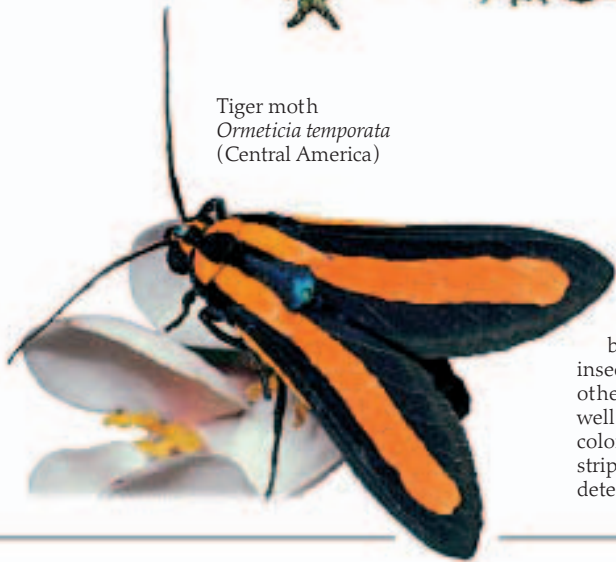 Tiger moth
Ormeticia temporata
(Central America)
b
insec
othe
well
colo
strip
dete